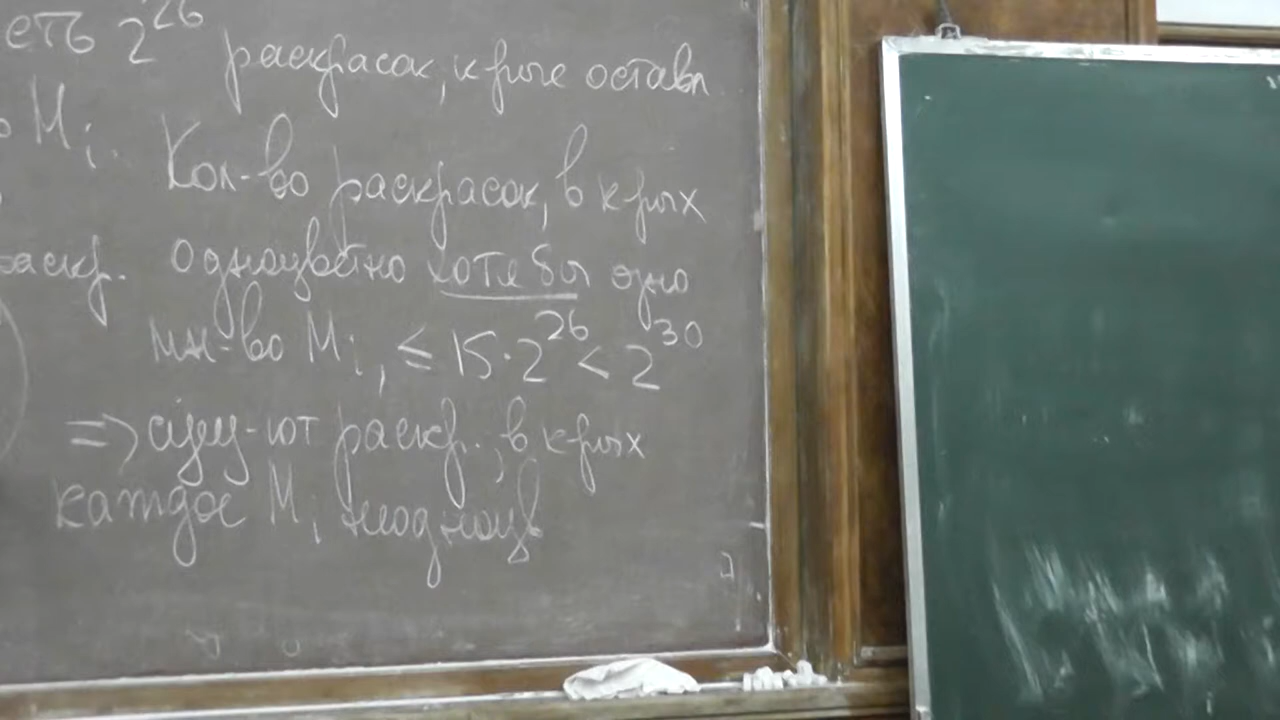 есть 2^26 раскрасок, к-рые оставл
M_i. Кол-во раскрасок, в к-рых
раскр. одноцветно хотя бы одно
мн-во M_i, ≤ 15·2^26 < 2^30
=> сущ-ют раскр., в к-рых
каждое M_i неоднцв